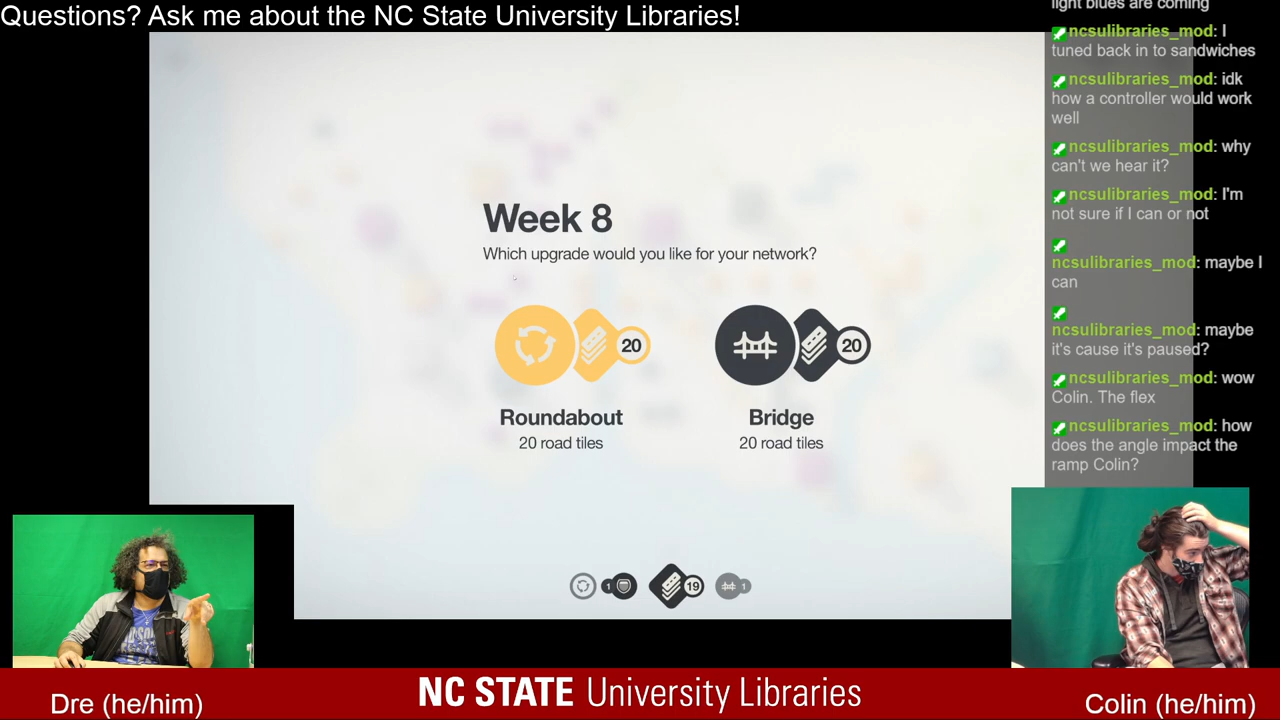 Questions? Ask me about the NC State University Libraries!
light blues are coming
ncsulibraries_mod: I
tuned back in to sandwiches
ncsulibraries_mod: idk
how a controller would work
well
ncsulibraries_mod: why
can't we hear it?
ncsulibraries_mod: I'm
not sure if I can or not
ncsulibraries_mod: maybe I
can
ncsulibraries_mod: maybe
it's cause it's paused?
ncsulibraries_mod: wow
Colin. The flex
ncsulibraries_mod: how
does the angle impact the
ramp Colin?
Week 8
Which upgrade would you like for your network?
20
20
Roundabout
20 road tiles
Bridge
20 road tiles
1
19
1
Dre (he/him)
NC STATE University Libraries
Colin (he/him)